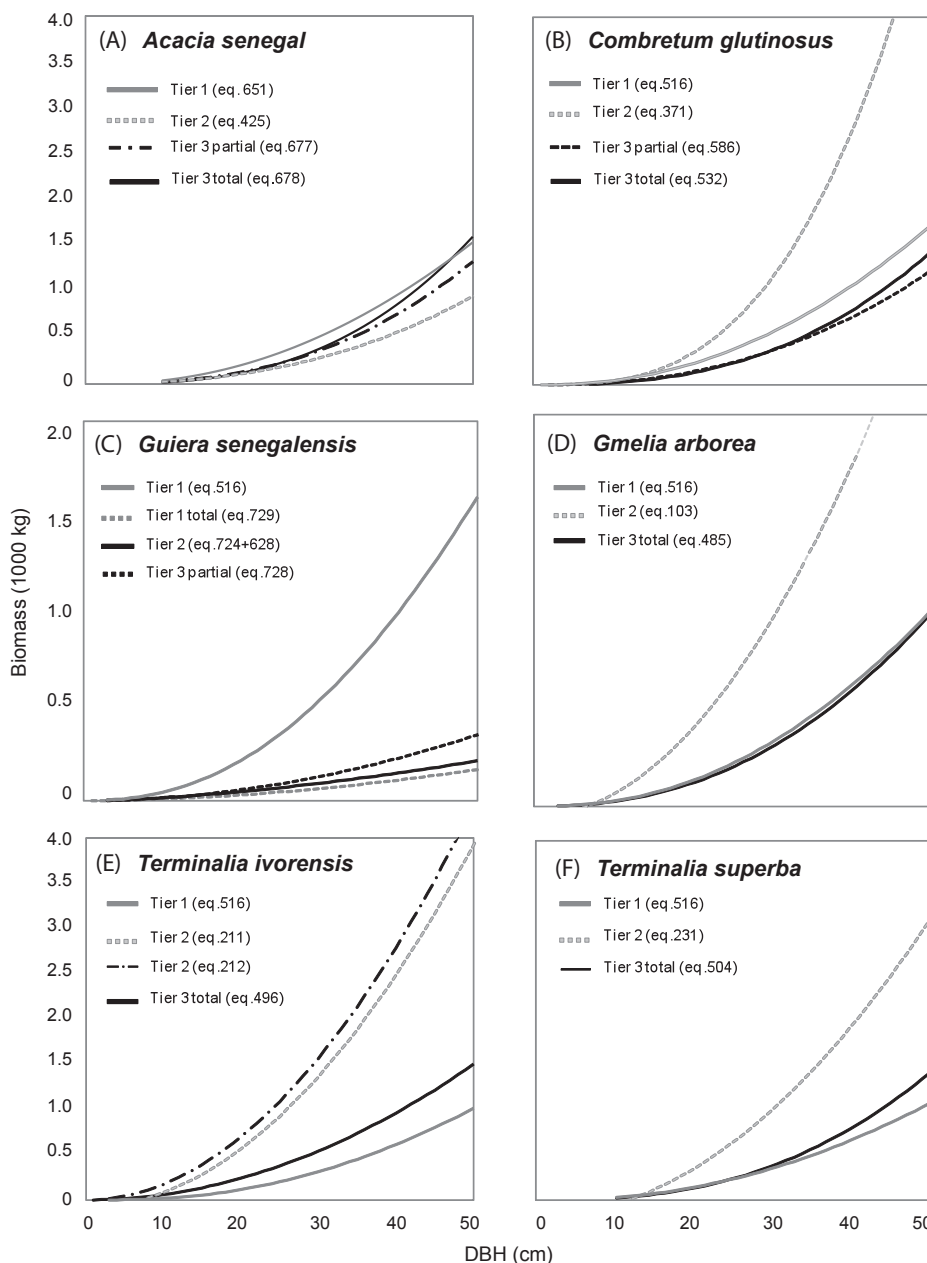 (A) Acacia senegal
4.0
3.5
3.0
2.5
2.0
1.5
1.0
0.5
0
Tier 1 (eq.651)
Tier 2 (eq.425)
Tier 3 partial (eq.677)
Tier 3 total (eq.678)
(B) Combretum glutinosus
Tier 1 (eq.516)
Tier 2 (eq.371)
Tier 3 partial (eq.586)
Tier 3 total (eq.532)
(C) Guiera senegalensis
2.0
1.5
1.0
0.5
0
Tier 1 (eq.516)
Tier 1 total (eq.729)
Tier 2 (eq.724+628)
Tier 3 partial (eq.728)
(D) Gmelia arborea
Tier 1 (eq.516)
Tier 2 (eq.103)
Tier 3 total (eq.485)
Biomass (1000 kg)
(E) Terminalia ivorensis
4.0
3.5
3.0
2.5
2.0
1.5
1.0
0.5
0
Tier 1 (eq.516)
Tier 2 (eq.211)
Tier 2 (eq.212)
Tier 3 total (eq.496)
0 10 20 30 40 50
(F) Terminalia superba
Tier 1 (eq.516)
Tier 2 (eq.231)
Tier 3 total (eq.504)
0 10 20 30 40 50
DBH (cm)